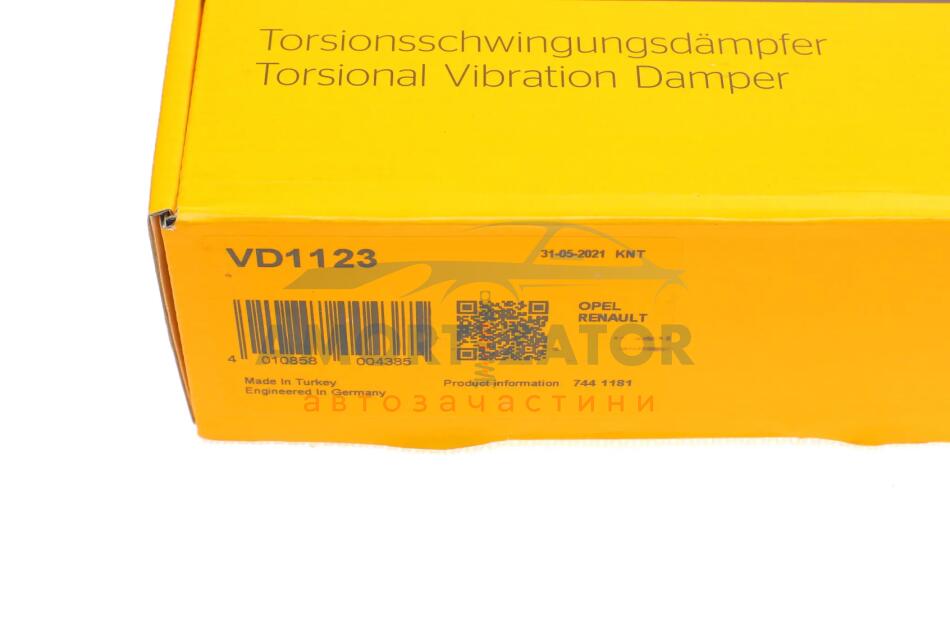 Torsionsschwingungsdämpfer
Torsional Vibration Damper
VD1123
31-05-2021 KNT
OPEL
RENAULT
AMORTIZATOR
4 010858 004385
Made In Turkey
Engineered In Germany
Product information 744 1181
автозачастини